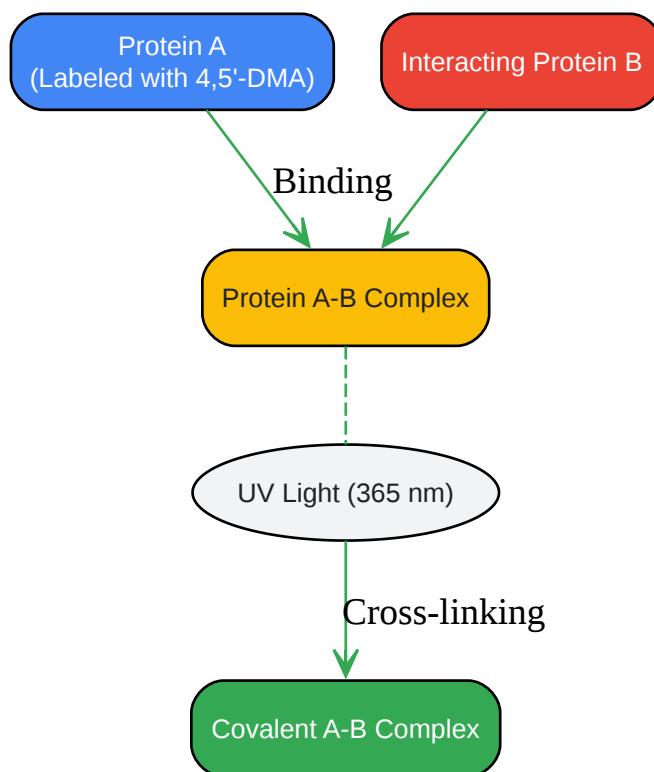 Protein A
(Labeled with 4,5'-DMA)
Interacting Protein B
Binding
Protein A-B Complex
UV Light (365 nm)
Cross-linking
Covalent A-B Complex